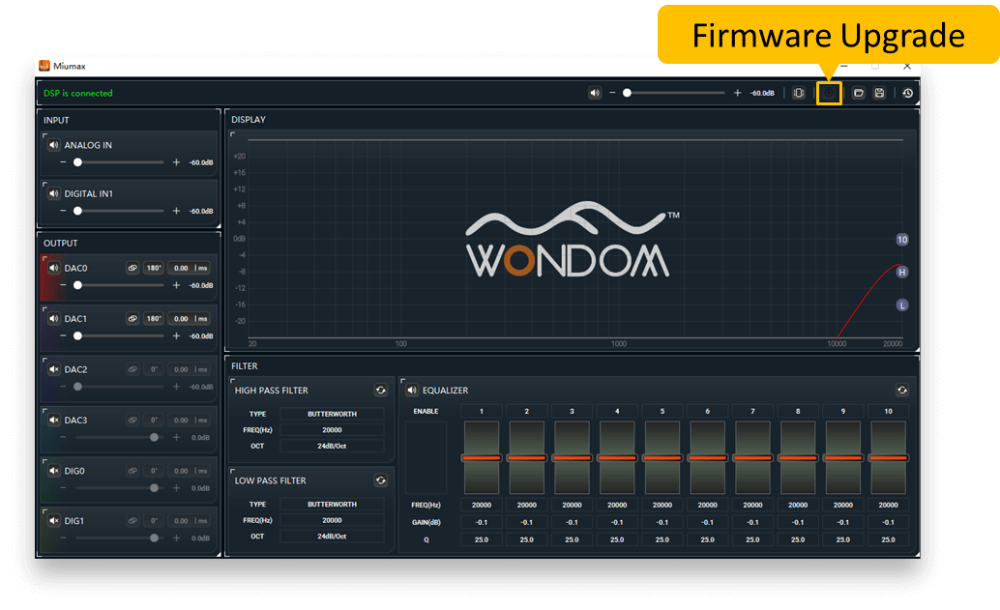 Firmware Upgrade
Miumax
DSP is connected
-60.0dB
INPUT
ANALOG IN
-60.0dB
DIGITAL IN1
-60.0dB
OUTPUT
DAC0 180° 0.00 ms
-60.0dB
DAC1 180° 0.00 ms
-60.0dB
DAC2 0° 0.00 ms
-60.0dB
DAC3 0° 0.00 ms
0.0dB
DIG0 0° 0.00 ms
0.0dB
DIG1 0° 0.00 ms
0.0dB
DISPLAY
+20
+16
+12
+8
+4
0dB
-4
-8
-12
-16
-20
20 100 1000 10000 20000
WONDOM TM
10
H
L
FILTER
HIGH PASS FILTER
TYPE BUTTERWORTH
FREQ(Hz) 20000
OCT 24dB/Oct
LOW PASS FILTER
TYPE BUTTERWORTH
FREQ(Hz) 20000
OCT 24dB/Oct
EQUALIZER
ENABLE 1 2 3 4 5 6 7 8 9 10
FREQ(Hz) 20000 20000 20000 20000 20000 20000 20000 20000 20000 20000
GAIN(dB) -0.1 -0.1 -0.1 -0.1 -0.1 -0.1 -0.1 -0.1 -0.1 -0.1
Q 25.0 25.0 25.0 25.0 25.0 25.0 25.0 25.0 25.0 25.0